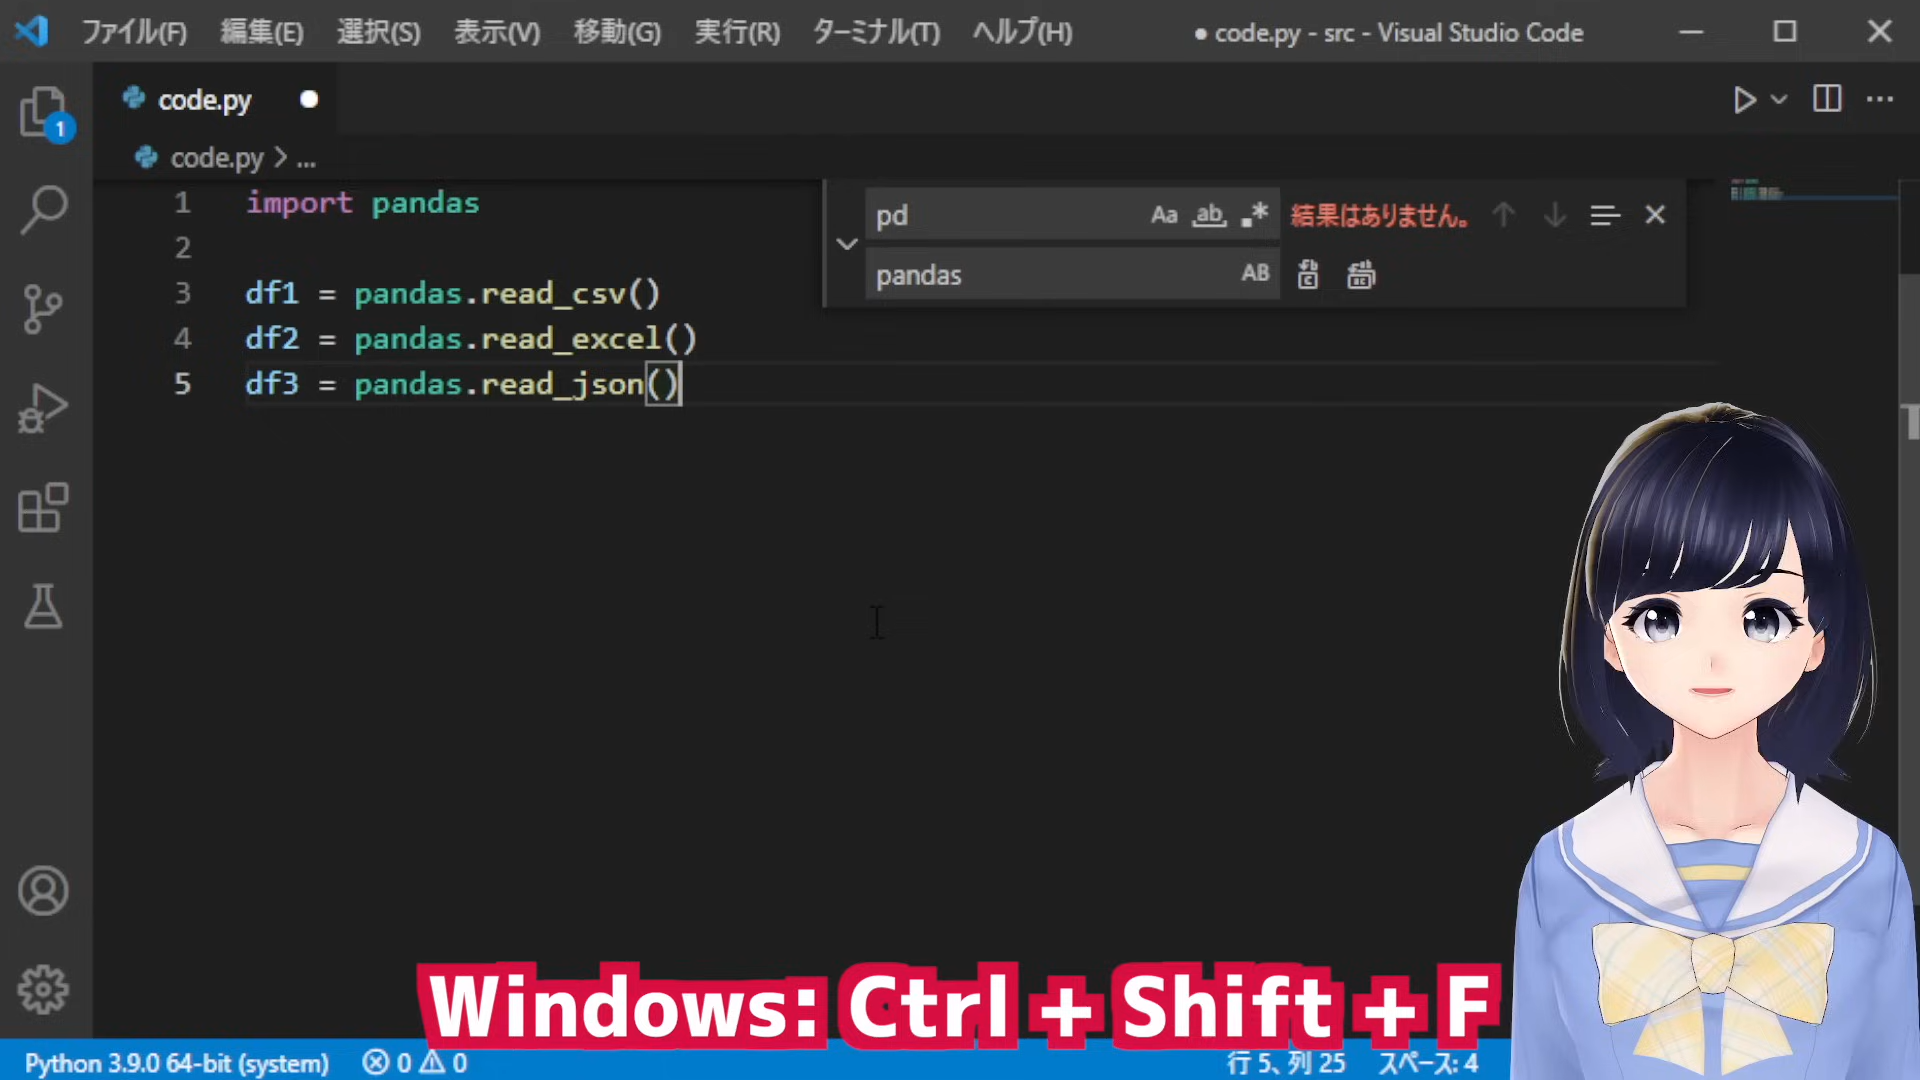 ファイル(F) 編集(E) 選択(S) 表示(V) 移動(G) 実行(R) ターミナル(T) ヘルプ(H) ● code.py - src - Visual Studio Code
code.py
code.py > ...
1 import pandas
2
3 df1 = pandas.read_csv()
4 df2 = pandas.read_excel()
5 df3 = pandas.read_json()
pd Aa ab .* 結果はありません。
pandas AB
1
Windows: Ctrl + Shift + F
Python 3.9.0 64-bit (system) 0 0 行 5、列 25 スペース: 4